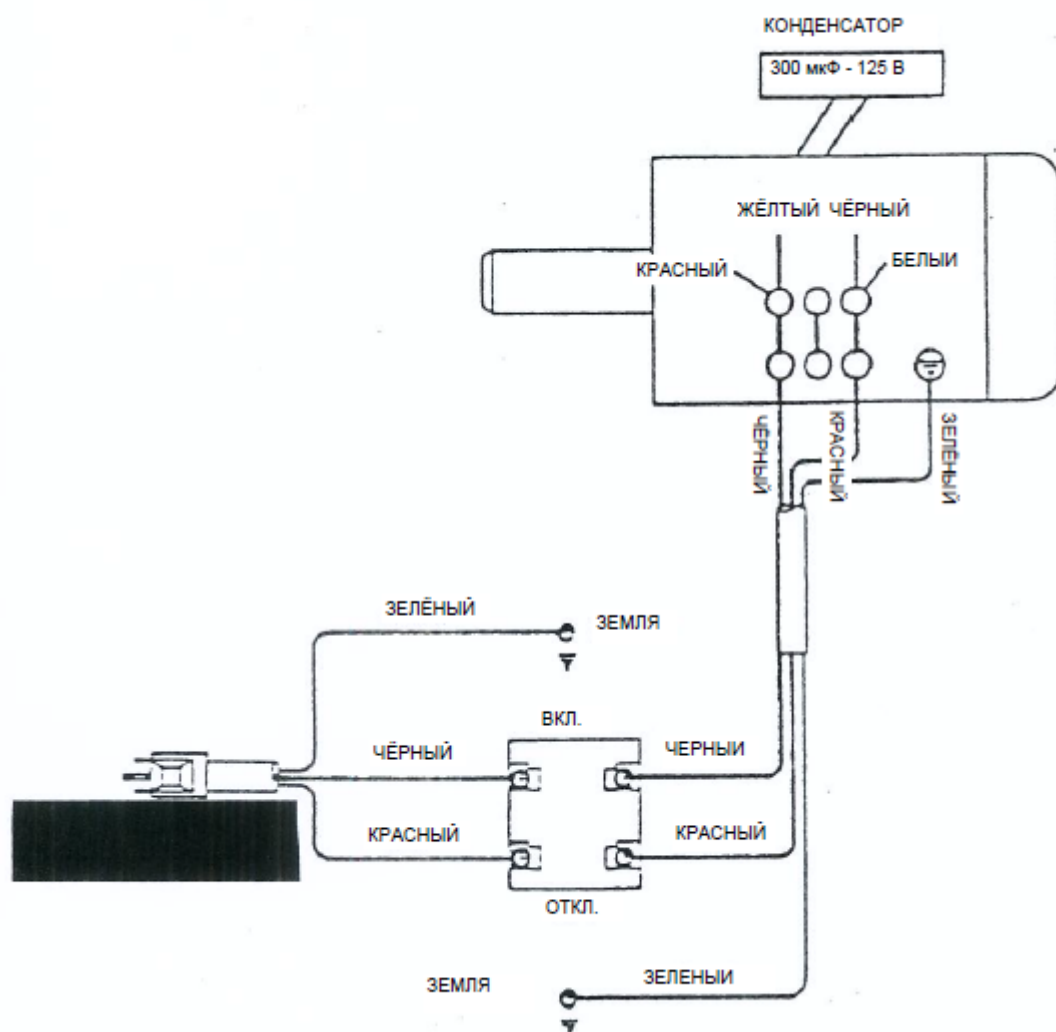 КОНДЕНСАТОР
300 мкФ - 125 В
ЖЁЛТЫЙ ЧЁРНЫЙ
КРАСНЫЙ
БЕЛЫИ
ЧЁРНЫЙ
КРАСНЫЙ
ЗЕЛЁНЫЙ
ЗЕЛЁНЫЙ
ЗЕМЛЯ
ВКЛ.
ЧЁРНЫЙ
ЧЕРНЫИ
КРАСНЫЙ
КРАСНЫЙ
ОТКЛ.
ЗЕМЛЯ
ЗЕЛЕНЫИ